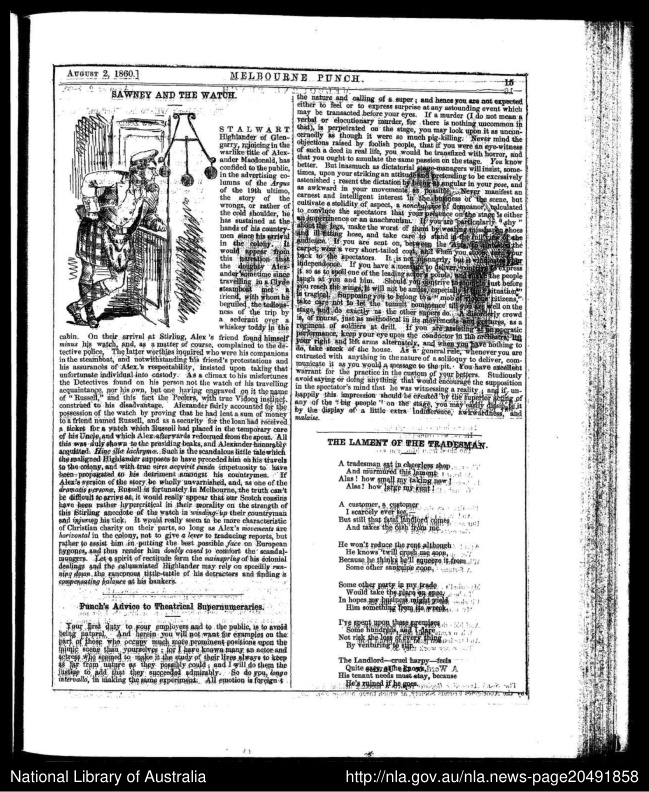 AUGUST 2, 1860.]
MELBOURNE PUNCH.
15
SAWNEY AND THE WATCH.
STALWART
Highlander of Glen-
garry, rejoicing in the
warlike title of Alex-
ander Macdonald, has
confided to the public,
in the advertising co-
lumns of the Argus
of the 19th ultimo,
the story of the
wrongs, or rather of
the cold shoulder, he
has sustained at the
hands of his country-
men since his arrival
in the colony. It
would appear from
this narration that
the doughty Alex-
ander sometime since
travelling in a Clyde
steamboat met a
friend, with whom he
beguiled the tedious-
ness of the trip by
a sederant over a
whiskey toddy in the
cabin. On their arrival at Stirling, Alex's friend found himself
minus his watch, and, as a matter of course, complained to the de-
tective police. The latter worthies inquired who were his companions
in the steamboat, and notwithstanding his friend's protestations and
his assurances of Alex's respectability, insisted upon taking that
unfortunate individual into custody. As a climax to his misfortunes
the Detectives found on his person not the watch of his travelling
acquaintance, nor his own, but one having engraved on it the name
of "Russell," and this fact the Peelers, with true Vidocq instinct,
construed to his disadvantage. Alexander fairly accounted for the
possession of the watch by proving that he had lent a sum of money
to a friend named Russell, and as a security for the loan had received
a ticket for a watch which Russell had placed in the temporary care
of his Uncle, and which Alex afterwards redeemed from the spout. All
this was duly shown to the presiding beaks, and Alexander honorably
acquitted. Hinc illæ lachrymæ. Such is the scandalous little tale which
the maligned Highlander supposes to have preceded him on his travels
to the colony, and with true vires acquirit eundo impetuosity to have
been propagated to his detriment amongst his countrymen. If
Alex's version of the story be wholly unvarnished, and, as one of the
dramatis personæ, Russell is fortunately in Melbourne, the truth can't
be difficult to arrive at, it would really appear that our Scotch cousins
have been rather hypercritical in their morality on the strength of
this Stirling anecdote of the watch in winding-up their countryman
and injuring his tick. It would really seem to be more characteristic
of Christian charity on their parts, so long as Alex's movements are
horizontal in the colony, not to give a lever to traducing reports, but
rather to assist him in putting the best possible face on European
bygones, and thus render him doubly cased to comfort the scandal-
mongers. Let a spirit of rectitude form the mainspring of his colonial
dealings and the calumniated Highlander may rely on speedily run-
ning down the rancorous tittle-tattle of his detractors and finding a
compensating balance at his bankers.
Punch's Advice to Theatrical Supernumeraries.
Your first duty to your employers and to the public, is to avoid
being natural. And herein you will not want for examples on the
part of those who occupy much more prominent positions upon the
mimic scene than yourselves; for I have known many an actor and
actress who seemed to make it the study of their lives always to keep
as far from nature as they possibly could; and I will do them the
justice to add that they succeeded admirably. So do you, longo
intervallo, in making the same experiment. All emotion is foreign to
the nature and calling of a super; and hence you are not expected
either to feel or to express surprise at any astounding event which
may be transacted before your eyes. If a murder (I do not mean a
verbal or elocutionary murder, for there is nothing uncommon in
that), is perpetrated on the stage, you may look upon it as uncon-
cernedly as though it were so much pig-killing. Never mind the
objections raised by foolish people, that if you were an eye-witness
of such a deed in real life, you would be transfixed with horror, and
that you ought to simulate the same passion on the stage. You know
better. But inasmuch as dictatorial stage-managers will insist, some-
times, upon your striking an attitude and pretending to be excessively
astonished; resent the dictation by being as angular in your pose, and
as awkward in your movements as possible. Never manifest an
earnest and intelligent interest in the business of the scene, but
cultivate a stolidity of aspect, a nonchalance of demeanor, calculated
to convince the spectators that your presence on the stage is either
an impertinence or an anachronism. If you are particularly "shy"
about the legs, make the worst of them by wearing misshapen shoes
and ill-fitting hose, and take care to stand in the full view of the
audience. If you are sent on, between the Acts, to
carpet, wear a very short-tailed coat, and when you stoop, turn your
back to the spectators. It is not mannerly, but it
independence. If you have a message to deliver, contrive to express
it so as to spoil one of the leading actor's points, and make the people
laugh at you and him. Should you contrive to stumble just before
you reach the wings, it will not be amiss, especially if the "situation"
is tragical. Supposing you to belong to a "mob of citizens,"
take care not to let the tumult commence till you are well on the
stage, and do exactly as the other supers do. A disorderly crowd
is, of course, just as methodical in its movements and gestures, as a
regiment of soldiers at drill. If you are assisting at an operatic
performance, keep your eye upon the conductor in the orchestra; lift
your right and left arms alternately, and when you have nothing to
do, take stock of the house. As a general rule, whenever you are
entrusted with anything in the nature of a soliloquy to deliver, com-
municate it as you would a message to the pit. You have excellent
warrant for the practice in the custom of your betters. Studiously
avoid saying or doing anything that would encourage the supposition
in the spectator's mind that he was witnessing a reality; and if, un-
happily this impression should be created by the superior acting of
any of the "big people" on the stage, you may easily dissipate it
by the display of a little extra indifference, awkwardness, and
malaise.
THE LAMENT OF THE TRADESMAN.
A tradesman sat in cheerless shop
And murmured this lament:
Alas! how small my taking now!
Alas! how large my rent!
A customer, a customer
I scarcely ever see,
But still that fatal landlord comes
And takes the cash from me.
He won't reduce the rent although
He knows 'twill crush me soon,
Because he thinks he'll squeeze it from
Some other sanguine coon.
Some other party in my trade
Would take the place on spec,
In hopes my business might yield
Him something from its wreck.
I've spent upon these premises
Some hundreds, and I dare
Not risk the loss of every thing
By venturing to stir.
The Landlord—cruel harpy—feels
Quite easy, as he knows,
His tenant needs must stay, because
He's ruined if he goes.
National Library of Australia
http://nla.gov.au/nla.news-page20491858